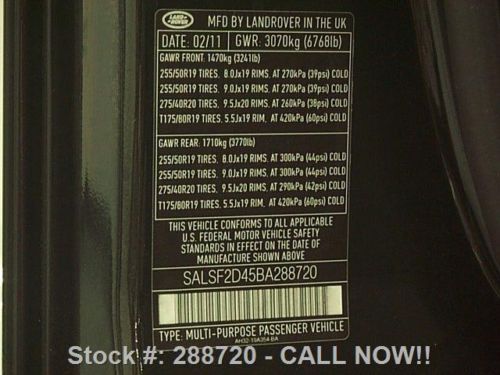 LAND
ROVER
MFD BY LANDROVER IN THE UK
DATE: 02/11 GWR: 3070kg (6768lb)
GAWR FRONT: 1470kg (3241lb)
255/50R19 TIRES, 8.0Jx19 RIMS, AT 270kPa (39psi) COLD
255/50R19 TIRES, 9.0Jx19 RIMS, AT 270kPa (39psi) COLD
275/40R20 TIRES, 9.5Jx20 RIMS, AT 260kPa (38psi) COLD
T175/80R19 TIRES, 5.5Jx19 RIM, AT 420kPa (60psi) COLD
GAWR REAR: 1710kg (3770lb)
255/50R19 TIRES, 8.0Jx19 RIMS, AT 300kPa (44psi) COLD
255/50R19 TIRES, 9.0Jx19 RIMS, AT 300kPa (44psi) COLD
275/40R20 TIRES, 9.5Jx20 RIMS, AT 290kPa (42psi) COLD
T175/80R19 TIRES, 5.5Jx19 RIM, AT 420kPa (60psi) COLD
THIS VEHICLE CONFORMS TO ALL APPLICABLE
U.S. FEDERAL MOTOR VEHICLE SAFETY
STANDARDS IN EFFECT ON THE DATE OF
MANUFACTURE SHOWN ABOVE.
SALSF2D45BA288720
TYPE: MULTI-PURPOSE PASSENGER VEHICLE
AH32-19A354-BA
Stock #: 288720 - CALL NOW!!